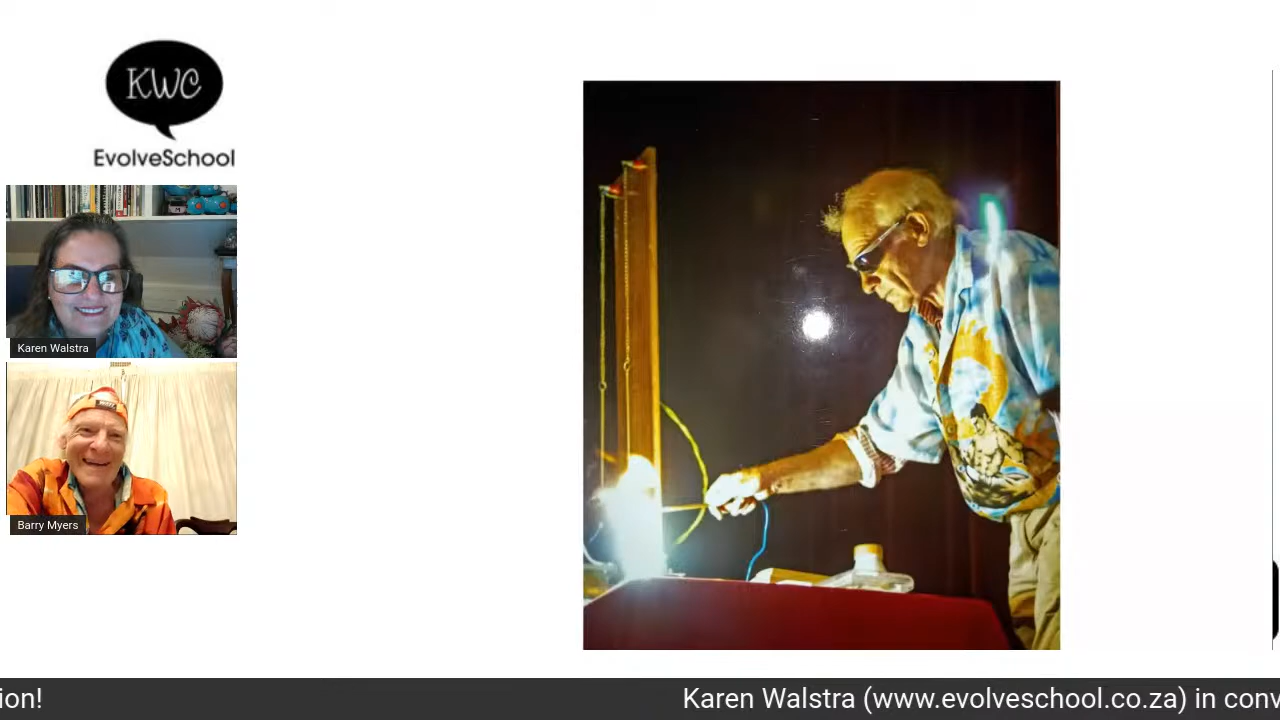 KWC
EvolveSchool
Karen Walstra
Barry Myers
ion!
Karen Walstra (www.evolveschool.co.za) in conv